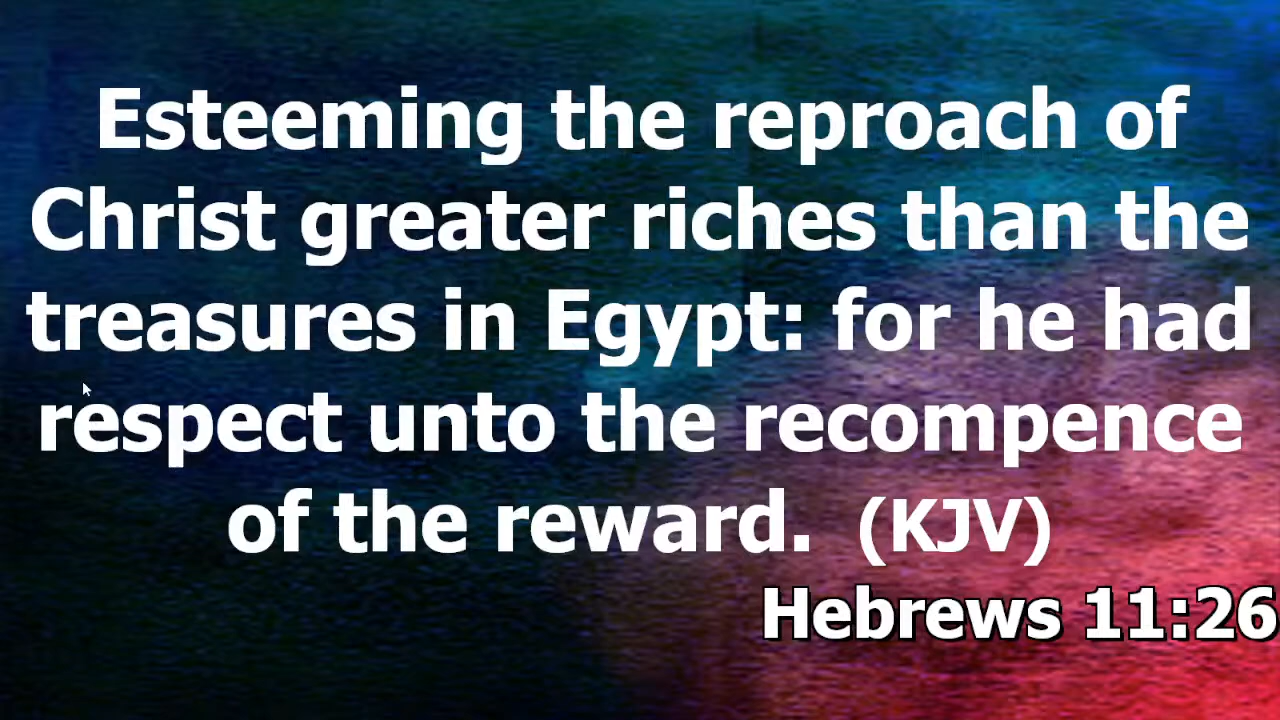 Esteeming the reproach of
Christ greater riches than the
treasures in Egypt: for he had
respect unto the recompence
of the reward. (KJV)
Hebrews 11:26